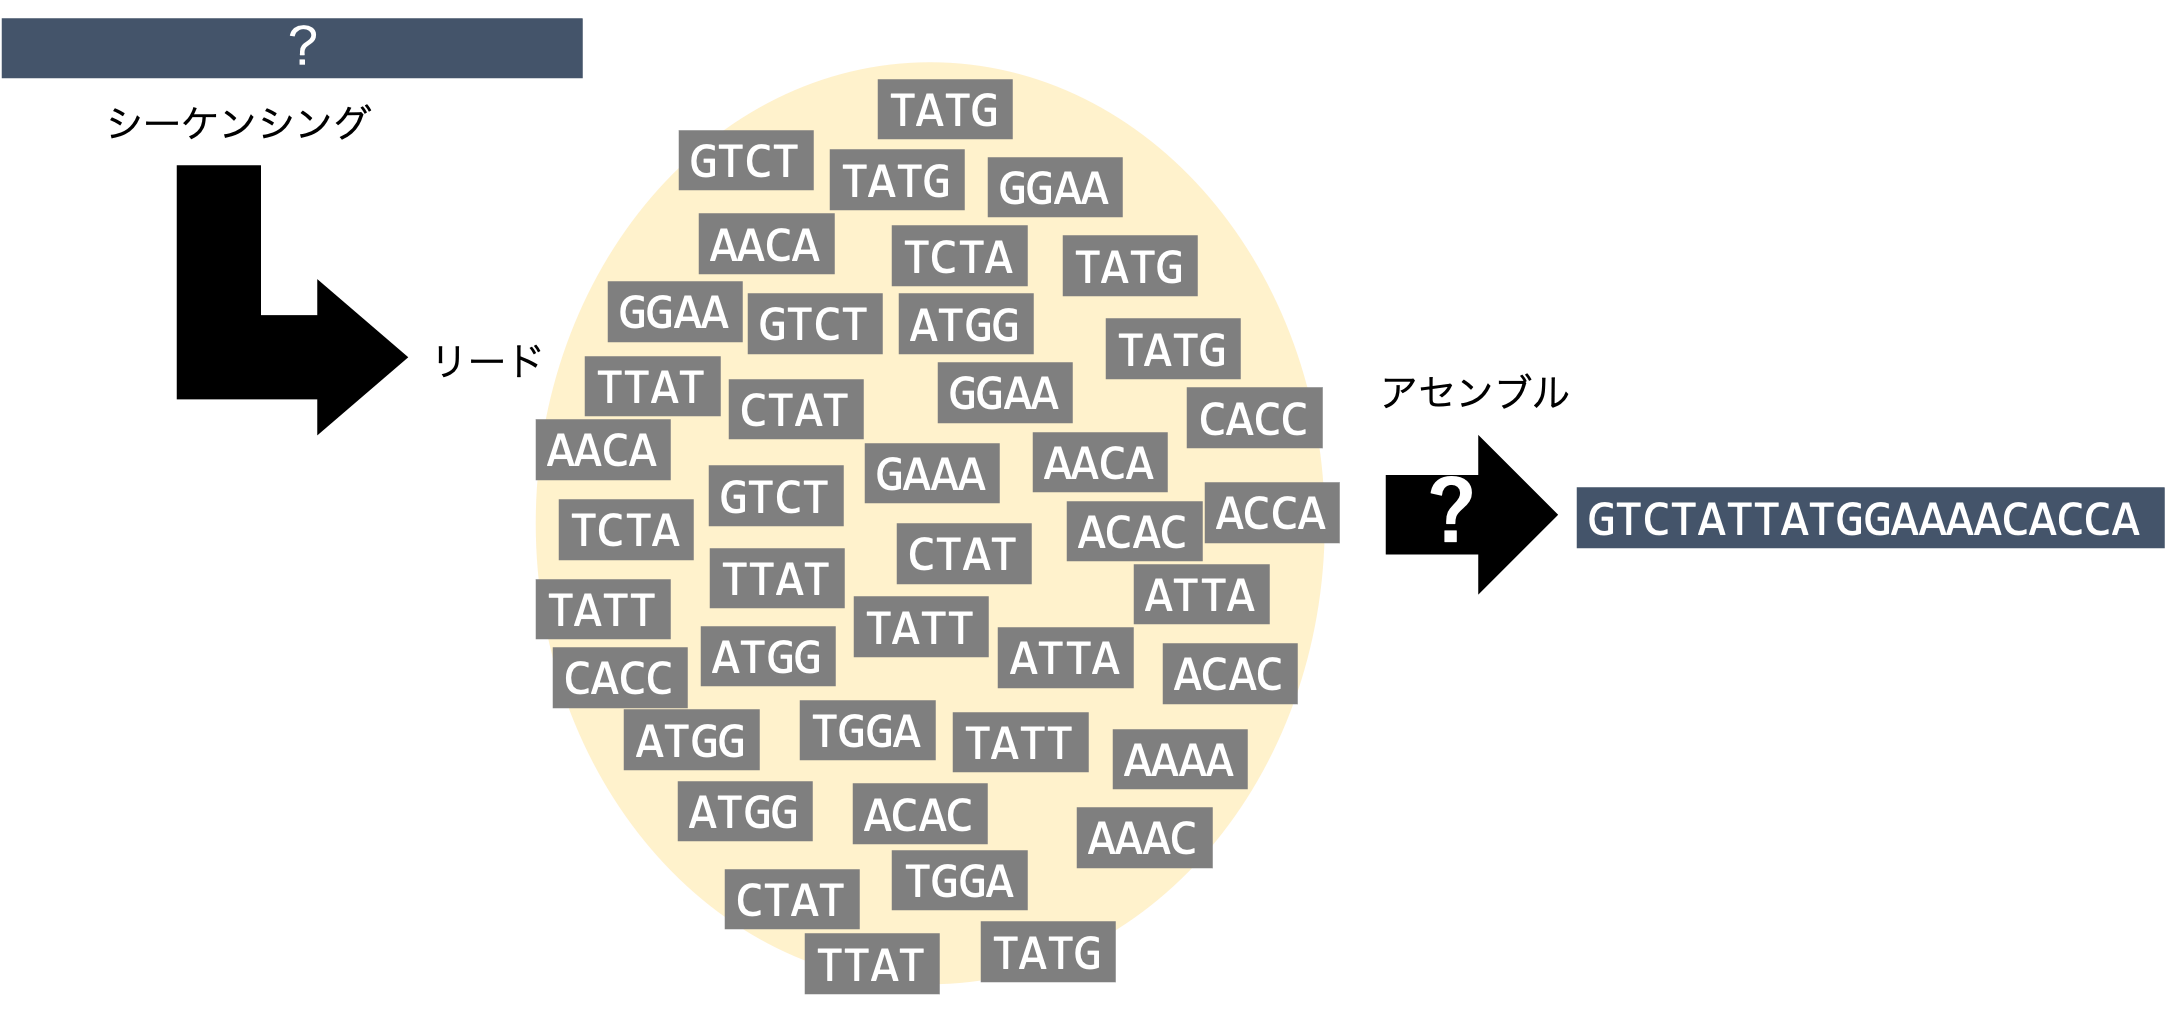 ?
シーケンシング
リード
TATG
GTCT
TATG
GGAA
AACA
TCTA
TATG
GGAA
GTCT
ATGG
TATG
TTAT
CTAT
GGAA
CACC
AACA
GAAA
AACA
GTCT
ACCA
TCTA
CTAT
ACAC
TTAT
ATTA
TATT
TATT
ATGG
ATTA
CACC
ACAC
ATGG
TGGA
TATT
AAAA
ATGG
ACAC
AAAC
CTAT
TGGA
TTAT
TATG
アセンブル
?
GTCTATTATGGAAAACACCA